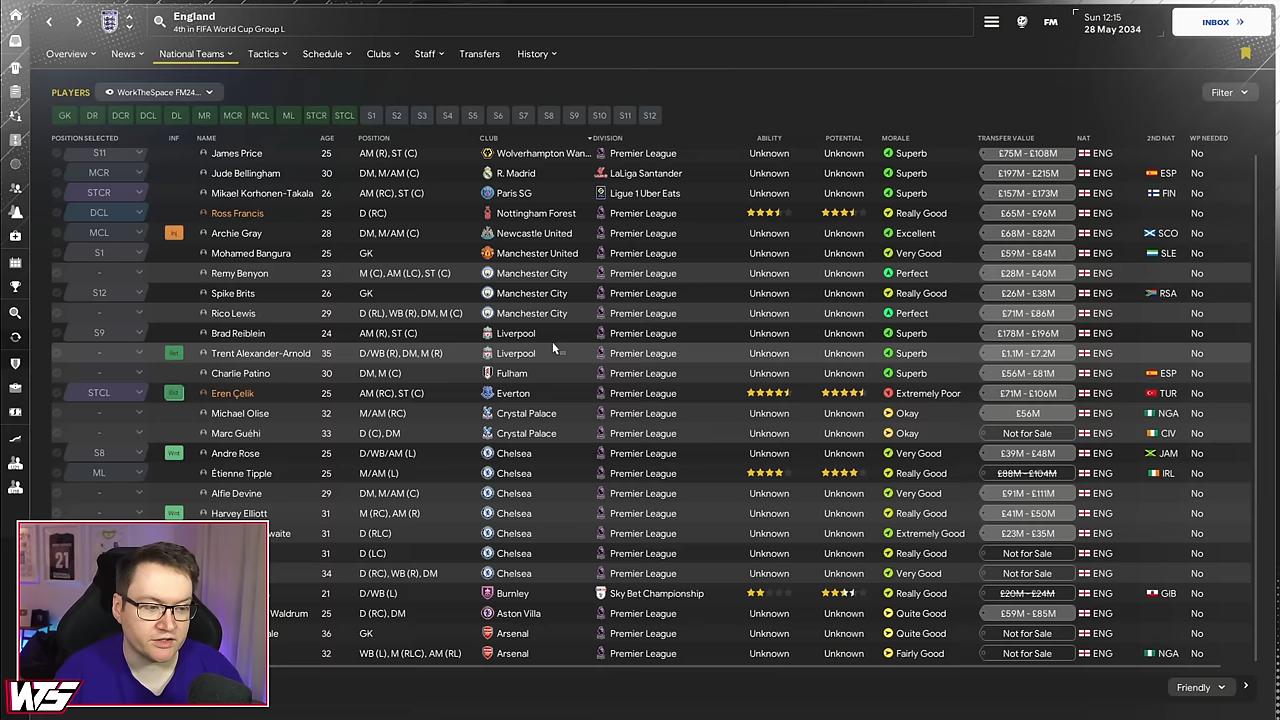 England
4th in FIFA World Cup Group L
FM
Sun 12:15
28 May 2034
INBOX
Overview News National Teams Tactics Schedule Clubs Staff Transfers History
PLAYERS WorkTheSpace FM24... Filter
GK DR DCR DCL DL MR MCR MCL ML STCR STCL S1 S2 S3 S4 S5 S6 S7 S8 S9 S10 S11 S12
POSITION SELECTED INF NAME AGE POSITION CLUB DIVISION ABILITY POTENTIAL MORALE TRANSFER VALUE NAT 2ND NAT WP NEEDED
S11 James Price 25 AM (R), ST (C) Wolverhampton Wan... Premier League Unknown Unknown Superb £75M - £108M ENG No
MCR Jude Bellingham 30 DM, M/AM (C) R. Madrid LaLiga Santander Unknown Unknown Superb £197M - £215M ENG ESP No
STCR Mikael Korhonen-Takala 26 AM (RC), ST (C) Paris SG Ligue 1 Uber Eats Unknown Unknown Superb £157M - £173M ENG FIN No
DCL Ross Francis 25 D (RC) Nottingham Forest Premier League Really Good £65M - £96M ENG No
MCL Inj Archie Gray 28 DM, M/AM (C) Newcastle United Premier League Unknown Unknown Excellent £68M - £82M ENG SCO No
S1 Mohamed Bangura 25 GK Manchester United Premier League Unknown Unknown Very Good £59M - £84M ENG SLE No
- Remy Benyon 23 M (C), AM (LC), ST (C) Manchester City Premier League Unknown Unknown Perfect £28M - £40M ENG No
S12 Spike Brits 26 GK Manchester City Premier League Unknown Unknown Really Good £26M - £38M ENG RSA No
- Rico Lewis 29 D (RL), WB (R), DM, M (C) Manchester City Premier League Unknown Unknown Perfect £71M - £86M ENG No
S9 Brad Reiblein 24 AM (R), ST (C) Liverpool Premier League Unknown Unknown Superb £178M - £196M ENG No
- Ret Trent Alexander-Arnold 35 D/WB (R), DM, M (R) Liverpool Premier League Unknown Unknown Superb £1.1M - £7.2M ENG No
- Charlie Patino 30 DM, M (C) Fulham Premier League Unknown Unknown Superb £56M - £81M ENG ESP No
STCL Bid Eren Çelik 25 AM (RC), ST (C) Everton Premier League Extremely Poor £71M - £106M ENG TUR No
- Michael Olise 32 M/AM (RC) Crystal Palace Premier League Unknown Unknown Okay £56M ENG NGA No
- Marc Guéhi 33 D (C), DM Crystal Palace Premier League Unknown Unknown Okay Not for Sale ENG CIV No
S8 Wnt Andre Rose 25 D/WB/AM (L) Chelsea Premier League Unknown Unknown Very Good £39M - £48M ENG JAM No
ML Étienne Tipple 25 M/AM (L) Chelsea Premier League Really Good £88M - £104M ENG IRL No
- Alfie Devine 29 DM, M/AM (C) Chelsea Premier League Unknown Unknown Very Good £91M - £111M ENG No
- Wnt Harvey Elliott 31 M (RC), AM (R) Chelsea Premier League Unknown Unknown Really Good £41M - £50M ENG No
waite 31 D (RLC) Chelsea Premier League Unknown Unknown Extremely Good £23M - £35M ENG No
31 D (LC) Chelsea Premier League Unknown Unknown Really Good Not for Sale ENG No
34 D (RC), WB (R), DM Chelsea Premier League Unknown Unknown Very Good Not for Sale ENG No
21 D/WB (L) Burnley Sky Bet Championship Really Good £20M - £24M ENG GIB No
25 D (RC), DM Aston Villa Premier League Unknown Unknown Quite Good £59M - £85M ENG No
ale 36 GK Arsenal Premier League Unknown Unknown Quite Good Not for Sale ENG No
32 WB (L), M (RLC), AM (RL) Arsenal Premier League Unknown Unknown Fairly Good Not for Sale ENG NGA No
Friendly
21
WTS